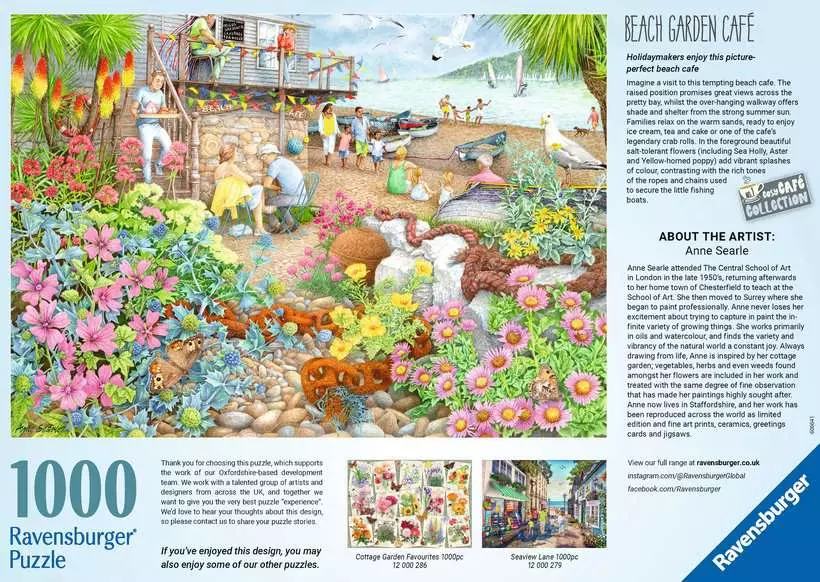 BEACH GARDEN CAFÉ
Holidaymakers enjoy this picture-
perfect beach cafe
Imagine a visit to this tempting beach cafe. The
raised position promises great views across the
pretty bay, whilst the over-hanging walkway offers
shade and shelter from the strong summer sun.
Families relax on the warm sands, ready to enjoy
ice cream, tea and cake or one of the cafe's
legendary crab rolls. In the foreground beautiful
salt-tolerant flowers (including Sea Holly, Aster
and Yellow-horned poppy) add vibrant splashes
of colour, contrasting with the rich tones
of the ropes and chains used
to secure the little fishing
boats.
Cosy CAFÉ
COLLECTION
ABOUT THE ARTIST:
Anne Searle
Anne Searle attended The Central School of Art
in London in the late 1950's, returning afterwards
to her home town of Chesterfield to teach at the
School of Art. She then moved to Surrey where she
began to paint professionally. Anne never loses her
excitement about trying to capture in paint the in-
finite variety of growing things. She works primarily
in oils and watercolour, and finds the variety and
vibrancy of the natural world a constant joy. Always
drawing from life, Anne is inspired by her cottage
garden; vegetables, herbs and even weeds found
amongst her flowers are included in her work and
treated with the same degree of fine observation
that has made her paintings highly sought after.
Anne now lives in Staffordshire, and her work has
been reproduced across the world as limited
edition and fine art prints, ceramics, greetings
cards and jigsaws.
BEACH
1000
Ravensburger®
Puzzle
Thank you for choosing this puzzle, which supports
the work of our Oxfordshire-based development
team. We work with a talented group of artists and
designers from across the UK, and together we
want to give you the very best puzzle "experience".
We'd love to hear your thoughts about this design,
so please contact us to share your puzzle stories.
If you've enjoyed this design, you may
also enjoy some of our other puzzles.
Cottage Garden Favourites 1000pc
12 000 286
Seaview Lane 1000pc
12 000 279
View our full range at ravensburger.co.uk
instagram.com/@RavensburgerGlobal
facebook.com/Ravensburger
Ravensburger